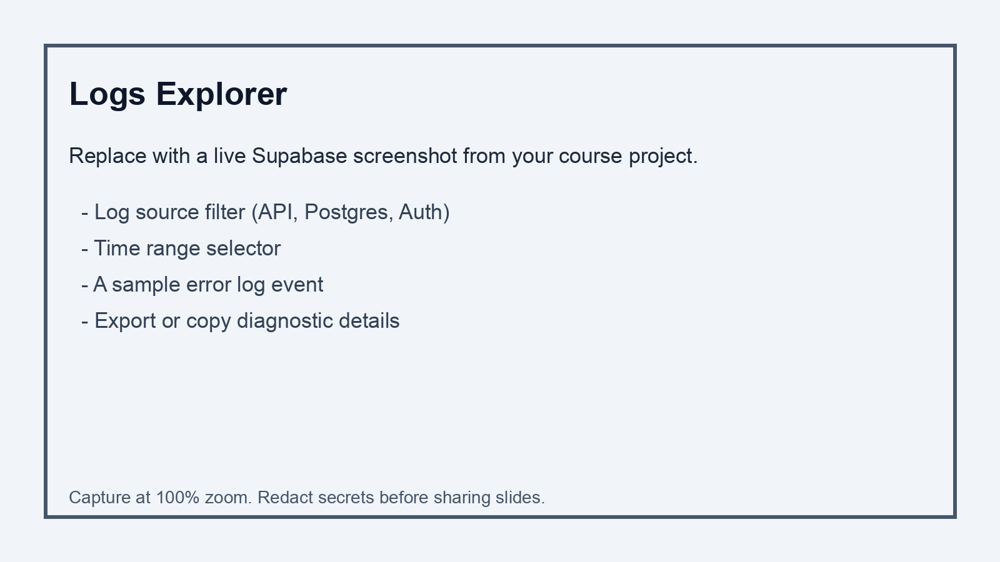 Logs Explorer
Replace with a live Supabase screenshot from your course project.
- Log source filter (API, Postgres, Auth)
- Time range selector
- A sample error log event
- Export or copy diagnostic details
Capture at 100% zoom. Redact secrets before sharing slides.